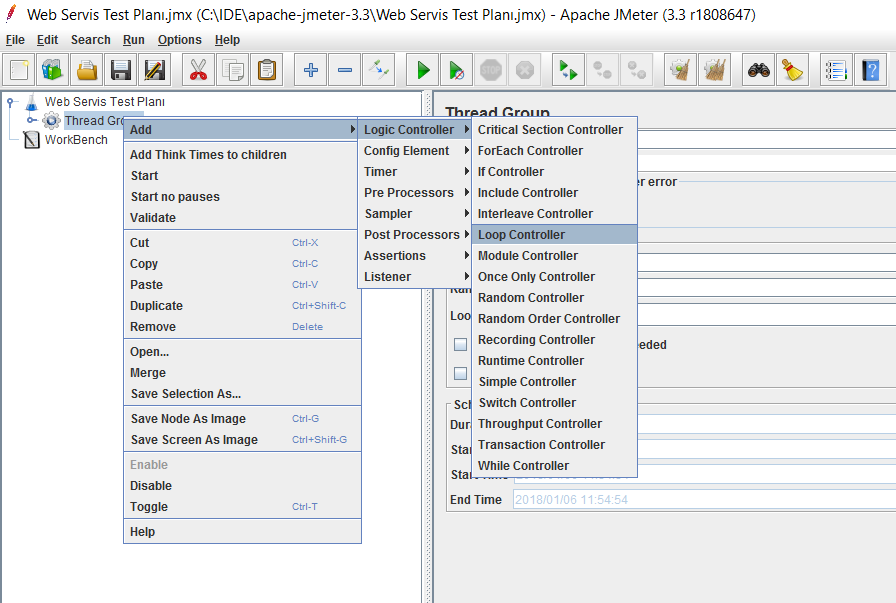 Web Servis Test Planı.jmx (C:\IDE\apache-jmeter-3.3\Web Servis Test Planı.jmx) - Apache JMeter (3.3 r1808647)
File Edit Search Run Options Help
STOP
Web Servis Test Planı
Thread Gro
WorkBench
Add
Add Think Times to children
Start
Start no pauses
Validate
Cut Ctrl-X
Copy Ctrl-C
Paste Ctrl-V
Duplicate Ctrl+Shift-C
Remove Delete
Open...
Merge
Save Selection As...
Save Node As Image Ctrl-G
Save Screen As Image Ctrl+Shift-G
Enable
Disable
Toggle Ctrl-T
Help
Logic Controller
Config Element
Timer
Pre Processors
Sampler
Post Processors
Assertions
Listener
Critical Section Controller
ForEach Controller
If Controller
Include Controller
Interleave Controller
Loop Controller
Module Controller
Once Only Controller
Random Controller
Random Order Controller
Recording Controller
Runtime Controller
Simple Controller
Switch Controller
Throughput Controller
Transaction Controller
While Controller
Thread Group
er error
Loo
eded
Sch
Dura
Star
End Time 2018/01/06 11:54:54